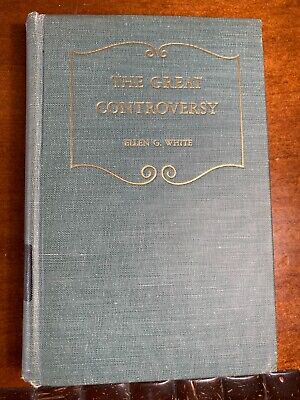 THE GREAT
CONTROVERSY
ELLEN G. WHITE